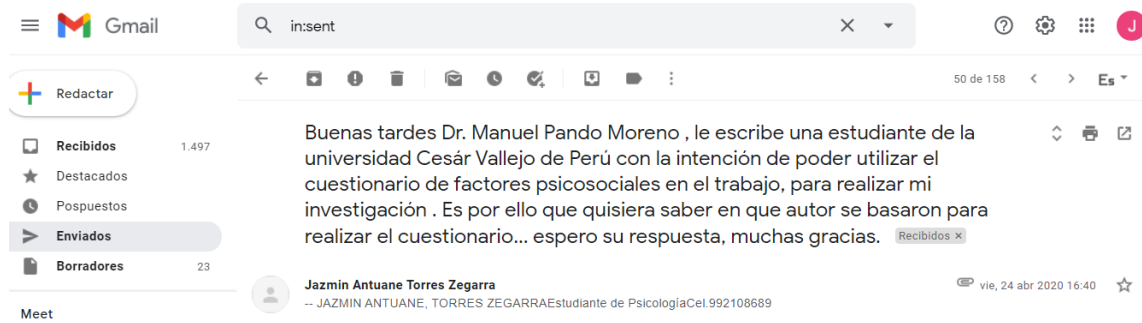 Gmail
in:sent
J
Redactar
50 de 158
Es
Recibidos 1.497
Destacados
Pospuestos
Enviados
Borradores 23
Meet
Buenas tardes Dr. Manuel Pando Moreno , le escribe una estudiante de la
universidad Cesár Vallejo de Perú con la intención de poder utilizar el
cuestionario de factores psicosociales en el trabajo, para realizar mi
investigación . Es por ello que quisiera saber en que autor se basaron para
realizar el cuestionario... espero su respuesta, muchas gracias. Recibidos ×
Jazmin Antuane Torres Zegarra vie, 24 abr 2020 16:40
-- JAZMIN ANTUANE, TORRES ZEGARRAEstudiante de PsicologíaCel.992108689